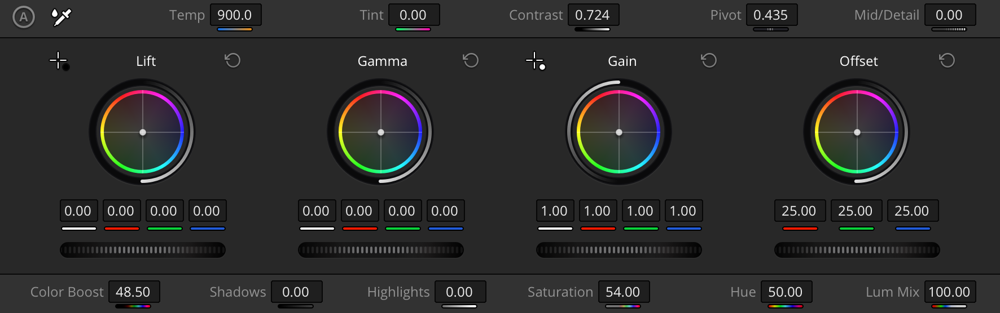 A Temp 900.0 Tint 0.00 Contrast 0.724 Pivot 0.435 Mid/Detail 0.00
Lift Gamma Gain Offset
0.00 0.00 0.00 0.00 0.00 0.00 0.00 0.00 1.00 1.00 1.00 1.00 25.00 25.00 25.00
Color Boost 48.50 Shadows 0.00 Highlights 0.00 Saturation 54.00 Hue 50.00 Lum Mix 100.00